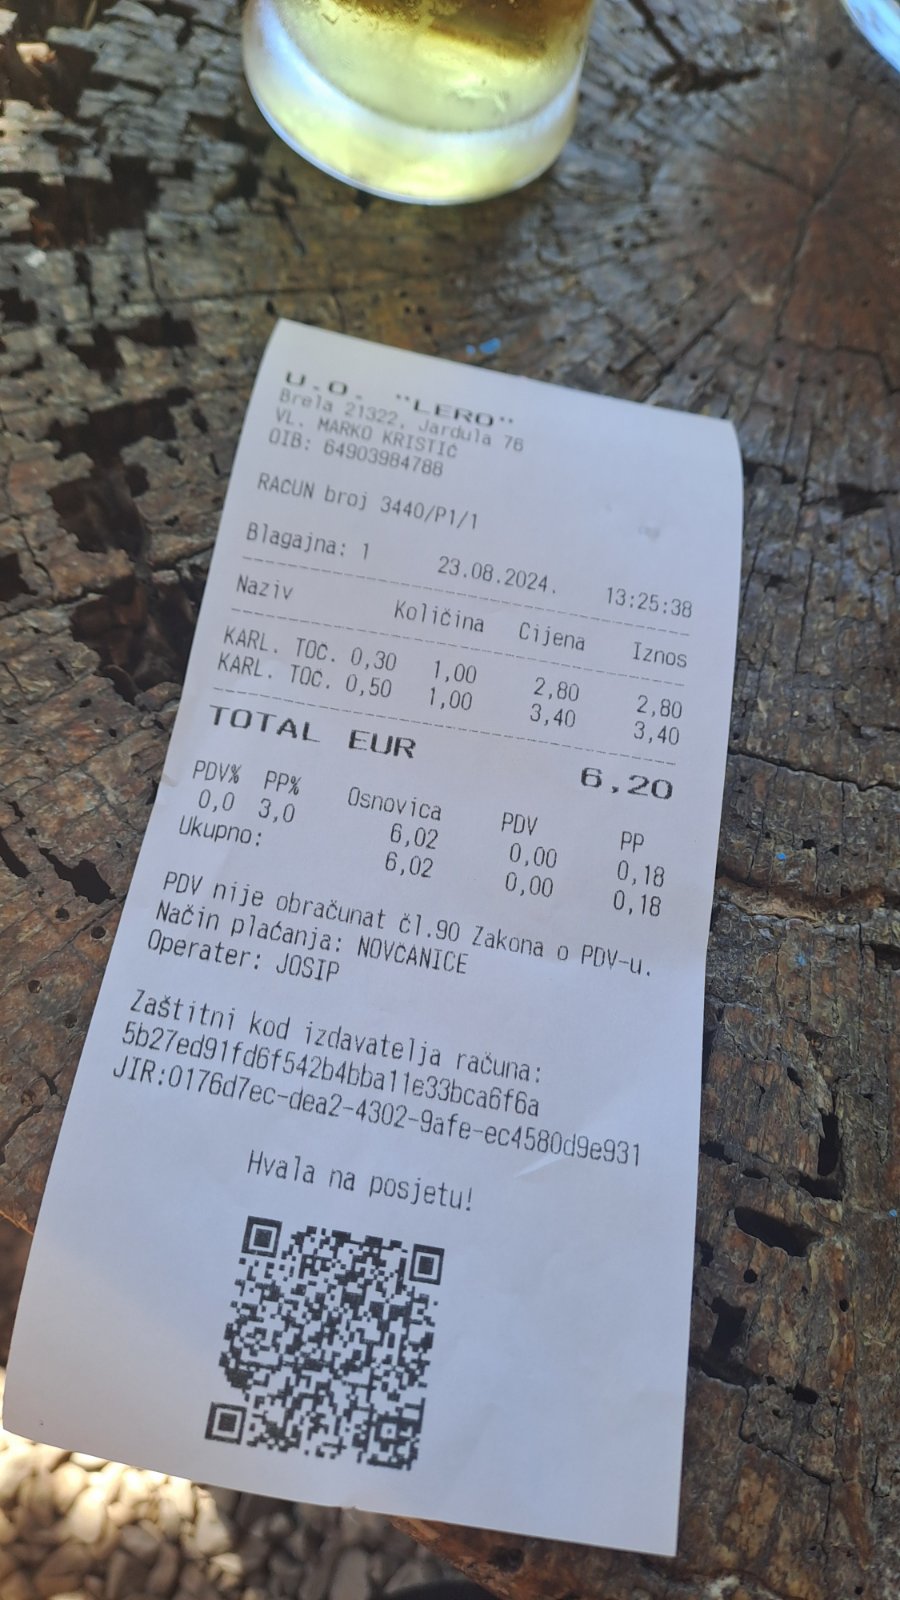 U.O. "LERO"
Brela 21322, Jardula 76
VL. MARKO KRISTIĆ
OIB: 64903984788
RACUN broj 3440/P1/1
Blagajna: 1 23.08.2024. 13:25:38
Naziv Količina Cijena Iznos
KARL. TOČ. 0,30 1,00 2,80 2,80
KARL. TOČ. 0,50 1,00 3,40 3,40
TOTAL EUR 6,20
PDV% PP% Osnovica PDV PP
0,0 3,0 6,02 0,00 0,18
Ukupno: 6,02 0,00 0,18
PDV nije obračunat čl.90 Zakona o PDV-u.
Način plaćanja: NOVČANICE
Operater: JOSIP
Zaštitni kod izdavatelja računa:
5b27ed91fd6f542b4bba11e33bca6f6a
JIR:0176d7ec-dea2-4302-9afe-ec4580d9e931
Hvala na posjetu!